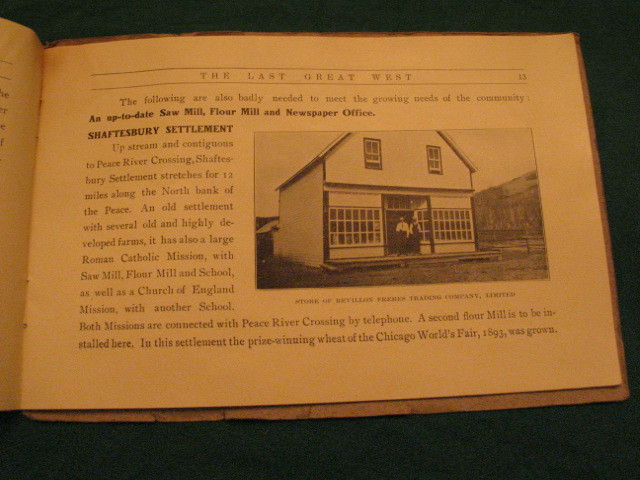 THE LAST GREAT WEST 13
The following are also badly needed to meet the growing needs of the community:
An up-to-date Saw Mill, Flour Mill and Newspaper Office.
SHAFTESBURY SETTLEMENT
Up stream and contiguous
to Peace River Crossing, Shaftes-
bury Settlement stretches for 12
miles along the North bank of
the Peace. An old settlement
with several old and highly de-
veloped farms, it has also a large
Roman Catholic Mission, with
Saw Mill, Flour Mill and School,
as well as a Church of England
Mission, with another School.
STORE OF REVILLON FRERES TRADING COMPANY, LIMITED
Both Missions are connected with Peace River Crossing by telephone. A second flour Mill is to be in-
stalled here. In this settlement the prize-winning wheat of the Chicago World's Fair, 1893, was grown.